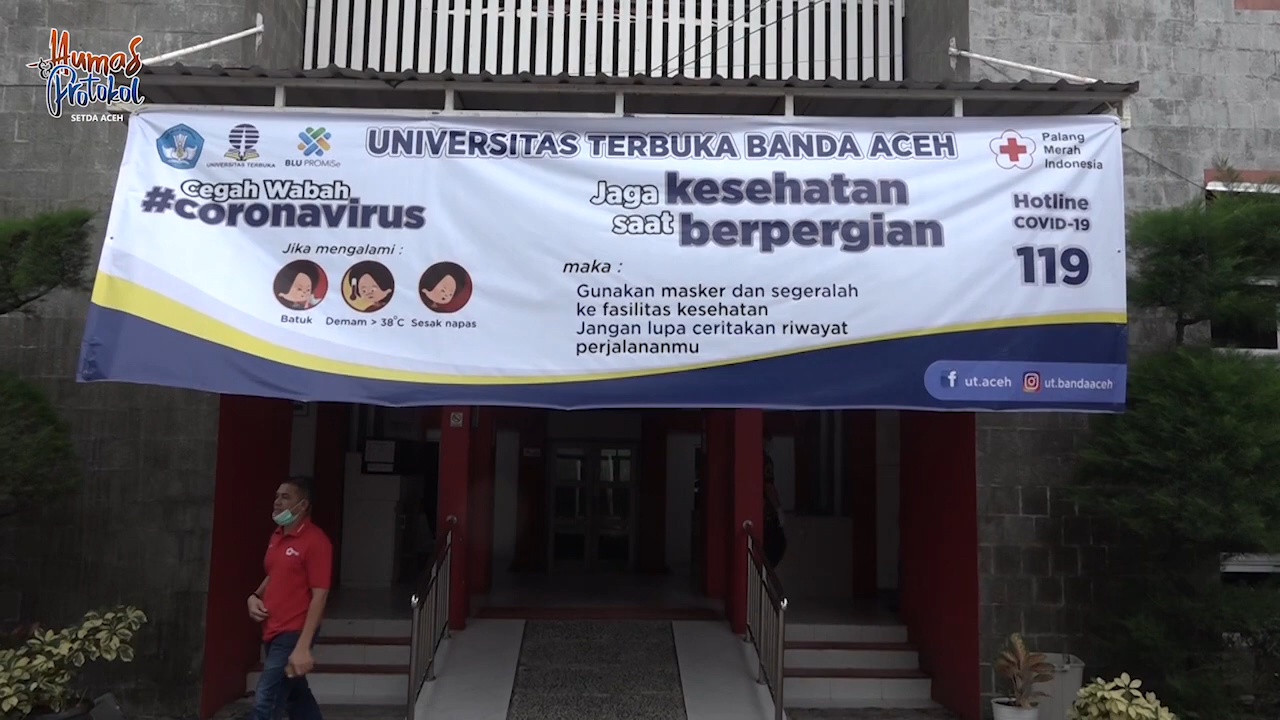 Humas
& Protokol
SETDA ACEH
UNIVERSITAS TERBUKA
BLU PROMISe
UNIVERSITAS TERBUKA BANDA ACEH
Palang
Merah
Indonesia
Cegah Wabah
#coronavirus
Jika mengalami :
Batuk
Demam > 38°C
Sesak napas
Jaga kesehatan
saat berpergian
maka :
Gunakan masker dan segeralah
ke fasilitas kesehatan
Jangan lupa ceritakan riwayat
perjalananmu
Hotline
COVID-19
119
ut.aceh
ut.bandaaceh